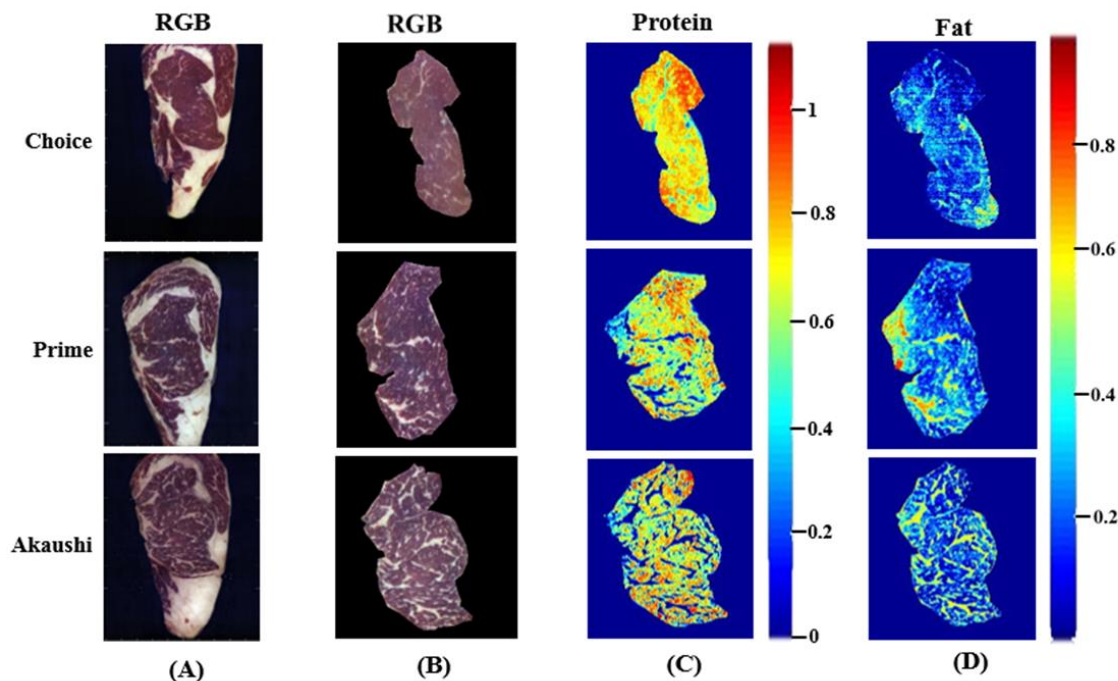 RGB
RGB
Protein
Fat
Choice
Prime
Akaushi
1
0.8
0.6
0.4
0.2
0
0.8
0.6
0.4
0.2
(A)
(B)
(C)
(D)